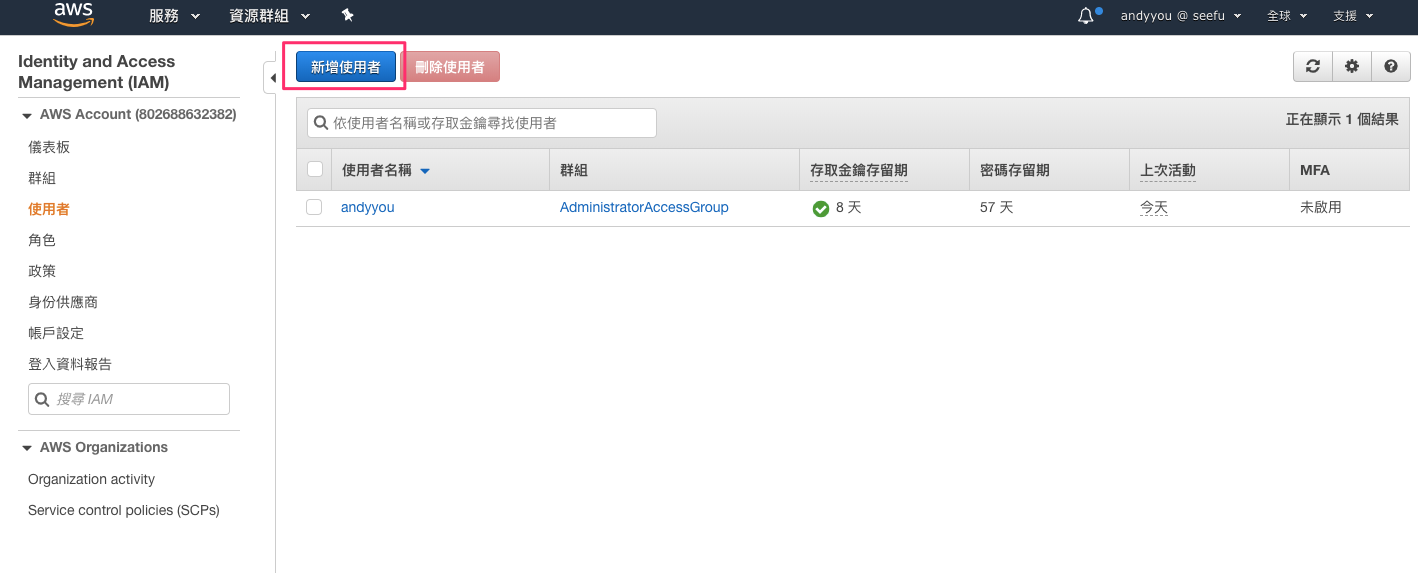 aws 服務 資源群組 andyyou @ seefu 全球 支援
Identity and Access
Management (IAM)
AWS Account (802688632382)
儀表板
群組
使用者
角色
政策
身份供應商
帳戶設定
登入資料報告
搜尋 IAM
AWS Organizations
Organization activity
Service control policies (SCPs)
新增使用者 刪除使用者
依使用者名稱或存取金鑰尋找使用者 正在顯示 1 個結果
使用者名稱 群組 存取金鑰存留期 密碼存留期 上次活動 MFA
andyyou AdministratorAccessGroup 8 天 57 天 今天 未啟用